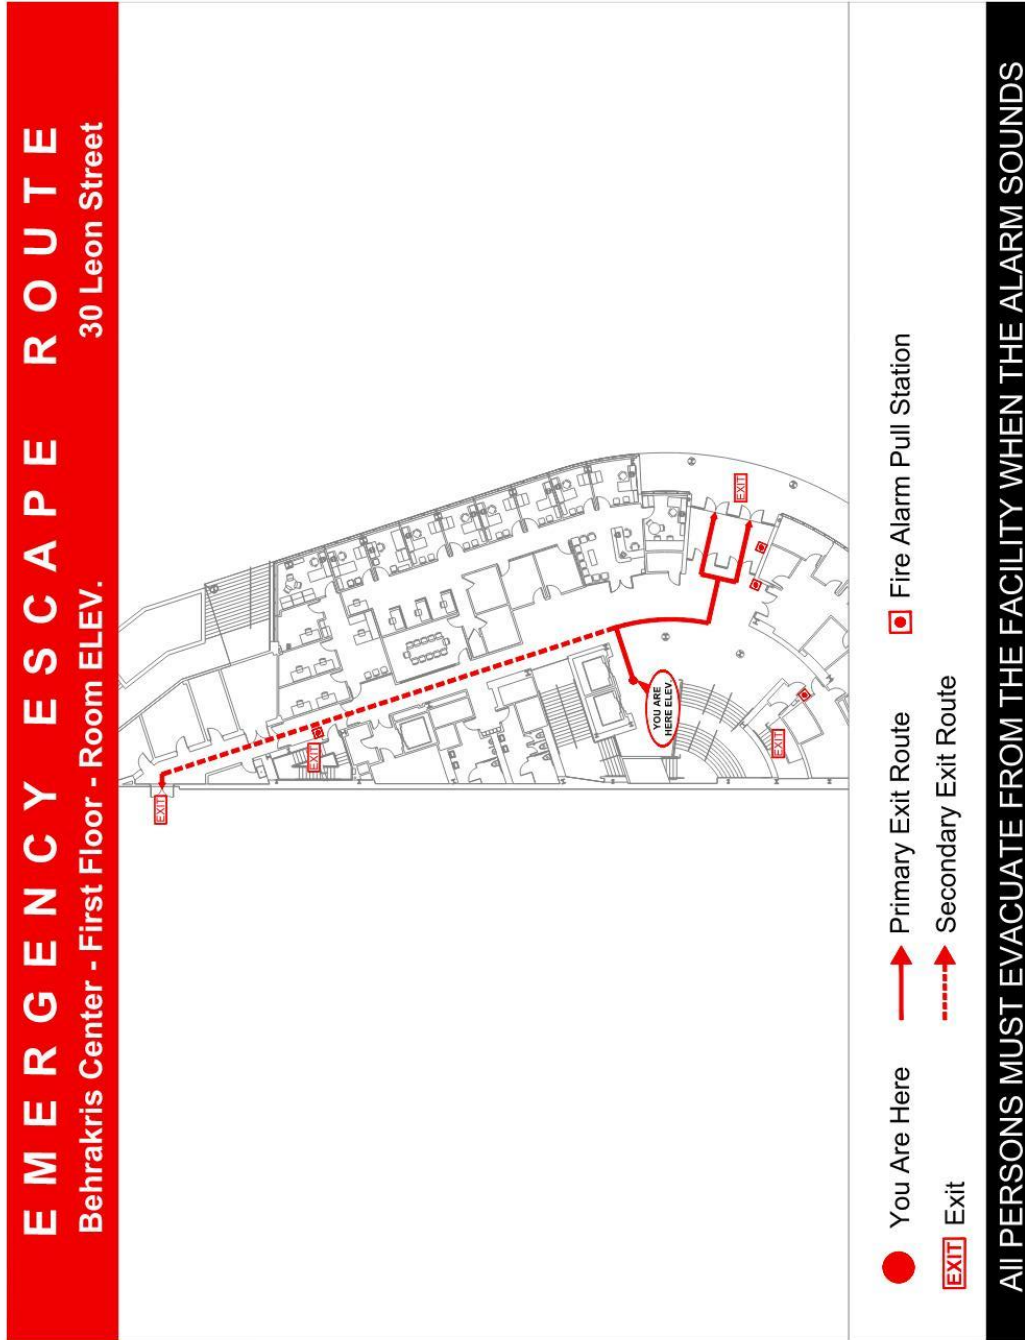 EMERGENCY ESCAPE ROUTE
Behrakris Center - First Floor - Room ELEV.
30 Leon Street
EXIT
EXIT
YOU ARE
HERE ELEV.
EXIT
EXIT
You Are Here
Primary Exit Route
Fire Alarm Pull Station
EXIT Exit
Secondary Exit Route
All PERSONS MUST EVACUATE FROM THE FACILITY WHEN THE ALARM SOUNDS